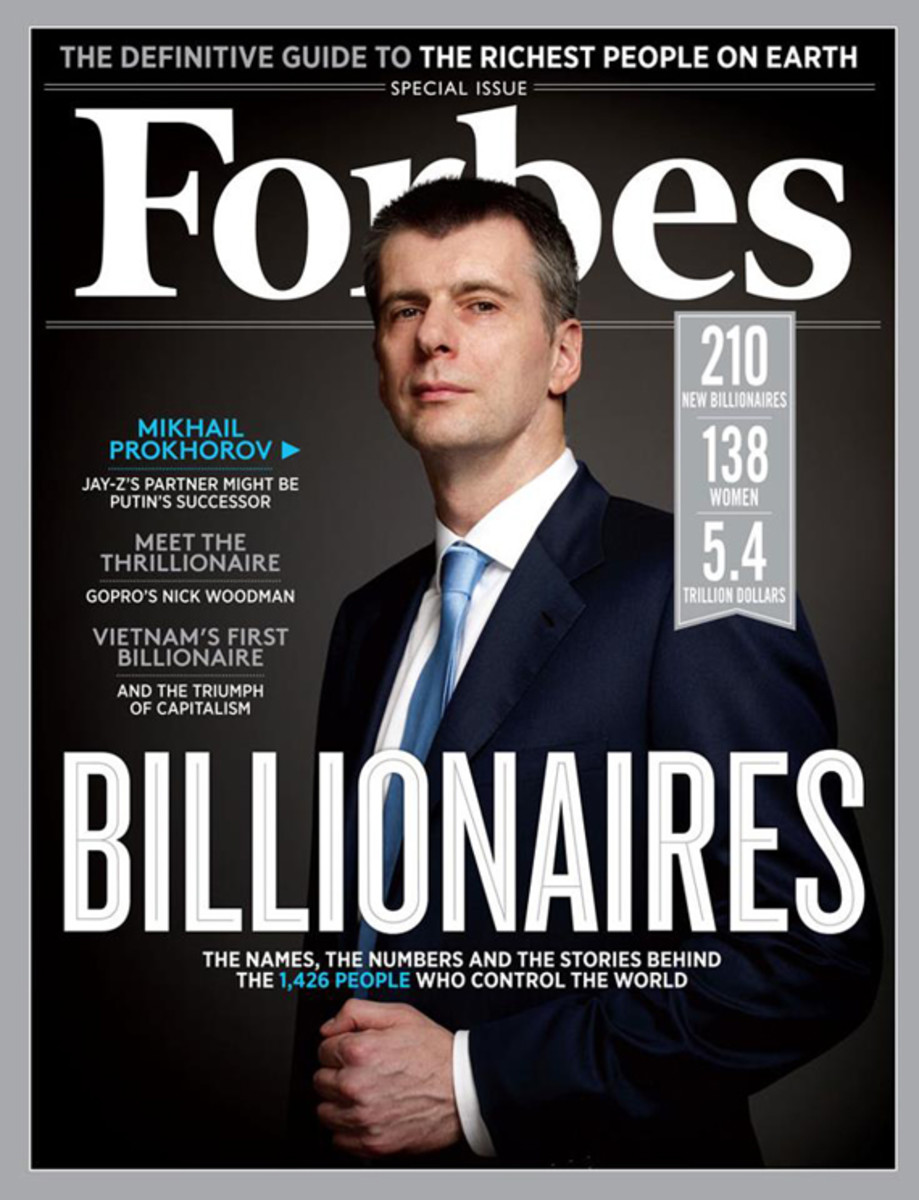 THE DEFINITIVE GUIDE TO THE RICHEST PEOPLE ON EARTH
SPECIAL ISSUE
Forbes
210
NEW BILLIONAIRES
138
WOMEN
5.4
TRILLION DOLLARS
MIKHAIL
PROKHOROV
JAY-Z'S PARTNER MIGHT BE
PUTIN'S SUCCESSOR
MEET THE
THRILLIONAIRE
GOPRO'S NICK WOODMAN
VIETNAM'S FIRST
BILLIONAIRE
AND THE TRIUMPH
OF CAPITALISM
BILLIONAIRES
THE NAMES, THE NUMBERS AND THE STORIES BEHIND
THE 1,426 PEOPLE WHO CONTROL THE WORLD